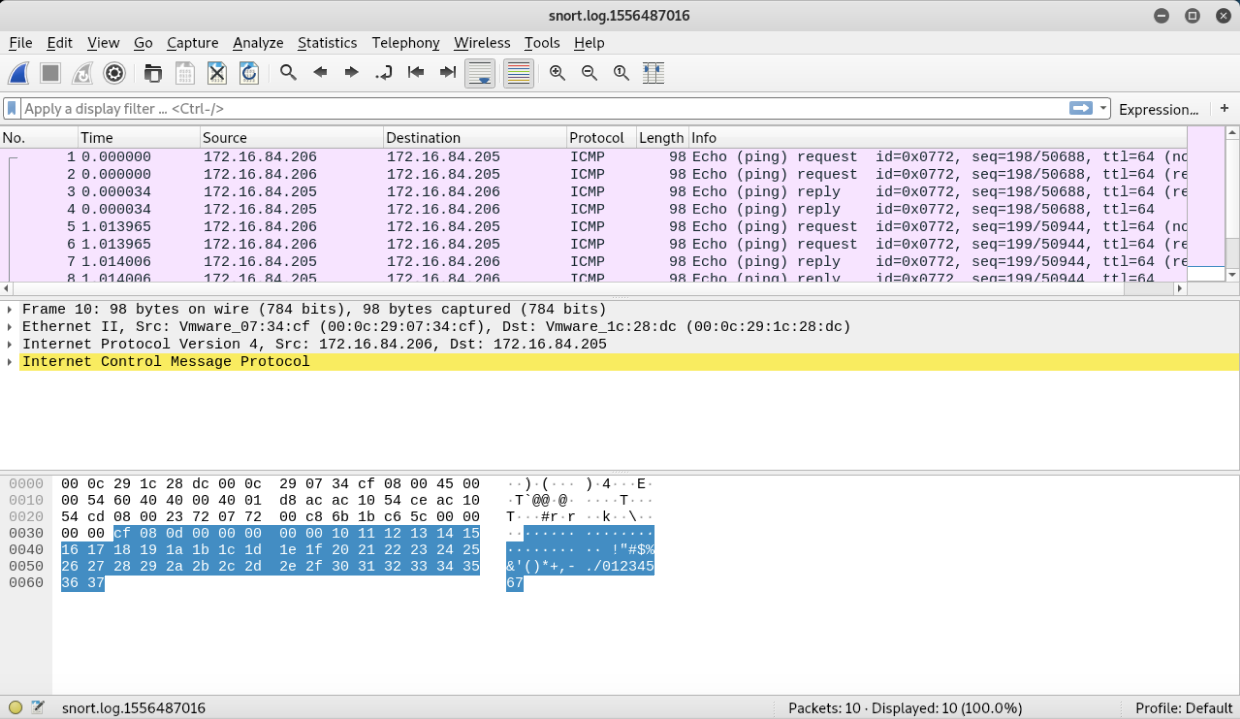 snort.log.1556487016
File Edit View Go Capture Analyze Statistics Telephony Wireless Tools Help
Apply a display filter ... <Ctrl-/> Expression... +
No. Time Source Destination Protocol Length Info
1 0.000000 172.16.84.206 172.16.84.205 ICMP 98 Echo (ping) request id=0x0772, seq=198/50688, ttl=64 (no
2 0.000000 172.16.84.206 172.16.84.205 ICMP 98 Echo (ping) request id=0x0772, seq=198/50688, ttl=64 (re
3 0.000034 172.16.84.205 172.16.84.206 ICMP 98 Echo (ping) reply id=0x0772, seq=198/50688, ttl=64 (re
4 0.000034 172.16.84.205 172.16.84.206 ICMP 98 Echo (ping) reply id=0x0772, seq=198/50688, ttl=64
5 1.013965 172.16.84.206 172.16.84.205 ICMP 98 Echo (ping) request id=0x0772, seq=199/50944, ttl=64 (no
6 1.013965 172.16.84.206 172.16.84.205 ICMP 98 Echo (ping) request id=0x0772, seq=199/50944, ttl=64 (re
7 1.014006 172.16.84.205 172.16.84.206 ICMP 98 Echo (ping) reply id=0x0772, seq=199/50944, ttl=64 (re
8 1.014006 172.16.84.205 172.16.84.206 ICMP 98 Echo (ping) reply id=0x0772, seq=199/50944, ttl=64
Frame 10: 98 bytes on wire (784 bits), 98 bytes captured (784 bits)
Ethernet II, Src: Vmware_07:34:cf (00:0c:29:07:34:cf), Dst: Vmware_1c:28:dc (00:0c:29:1c:28:dc)
Internet Protocol Version 4, Src: 172.16.84.206, Dst: 172.16.84.205
Internet Control Message Protocol
0000 00 0c 29 1c 28 dc 00 0c 29 07 34 cf 08 00 45 00 ··)·(··· )·4···E·
0010 00 54 60 40 40 00 40 01 d8 ac ac 10 54 ce ac 10 ·T`@@·@· ····T···
0020 54 cd 08 00 23 72 07 72 00 c8 6b 1b c6 5c 00 00 T···#r·r ··k··\··
0030 00 00 cf 08 0d 00 00 00 00 00 10 11 12 13 14 15 ········ ········
0040 16 17 18 19 1a 1b 1c 1d 1e 1f 20 21 22 23 24 25 ········ ·· !"#$%
0050 26 27 28 29 2a 2b 2c 2d 2e 2f 30 31 32 33 34 35 &'()*+,- ./012345
0060 36 37 67
snort.log.1556487016 Packets: 10 · Displayed: 10 (100.0%) Profile: Default